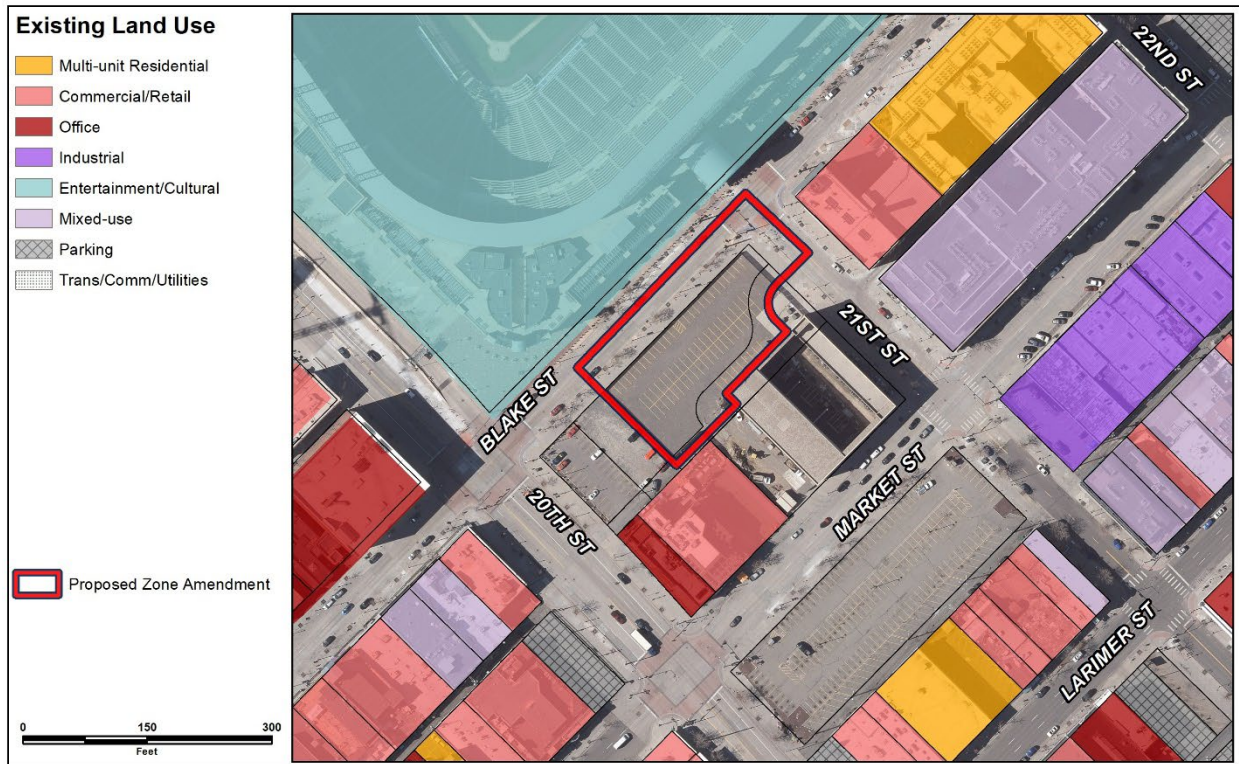 Existing Land Use
Multi-unit Residential
Commercial/Retail
Office
Industrial
Entertainment/Cultural
Mixed-use
Parking
Trans/Comm/Utilities
Proposed Zone Amendment
0 150 300
Feet
22ND ST
21ST ST
BLAKE ST
MARKET ST
20TH ST
LARIMER ST